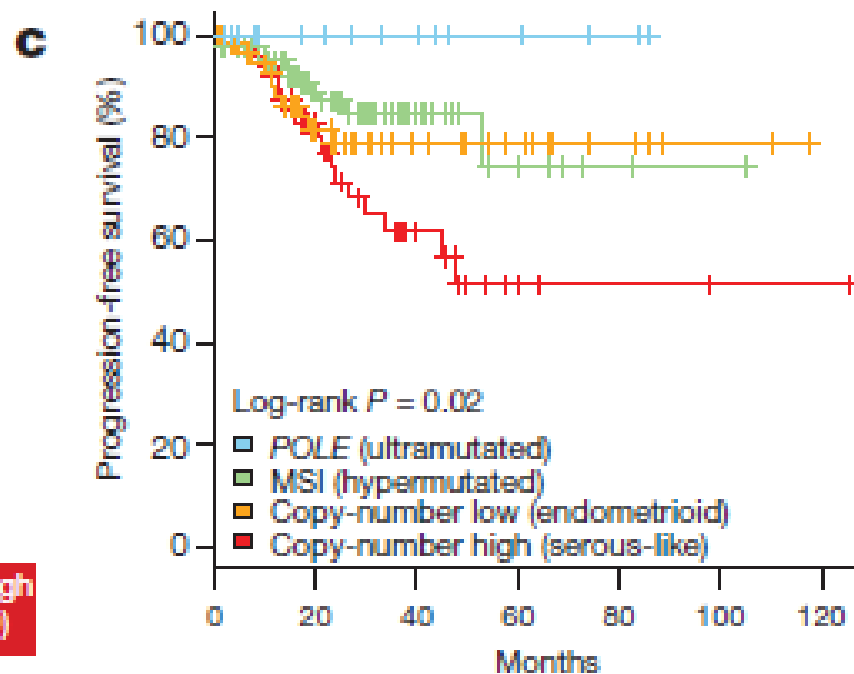 c
Progression-free survival (%)
100
80
60
40
20
0
Log-rank P = 0.02
POLE (ultramutated)
MSI (hypermutated)
Copy-number low (endometrioid)
Copy-number high (serous-like)
gh
)
0 20 40 60 80 100 120
Months